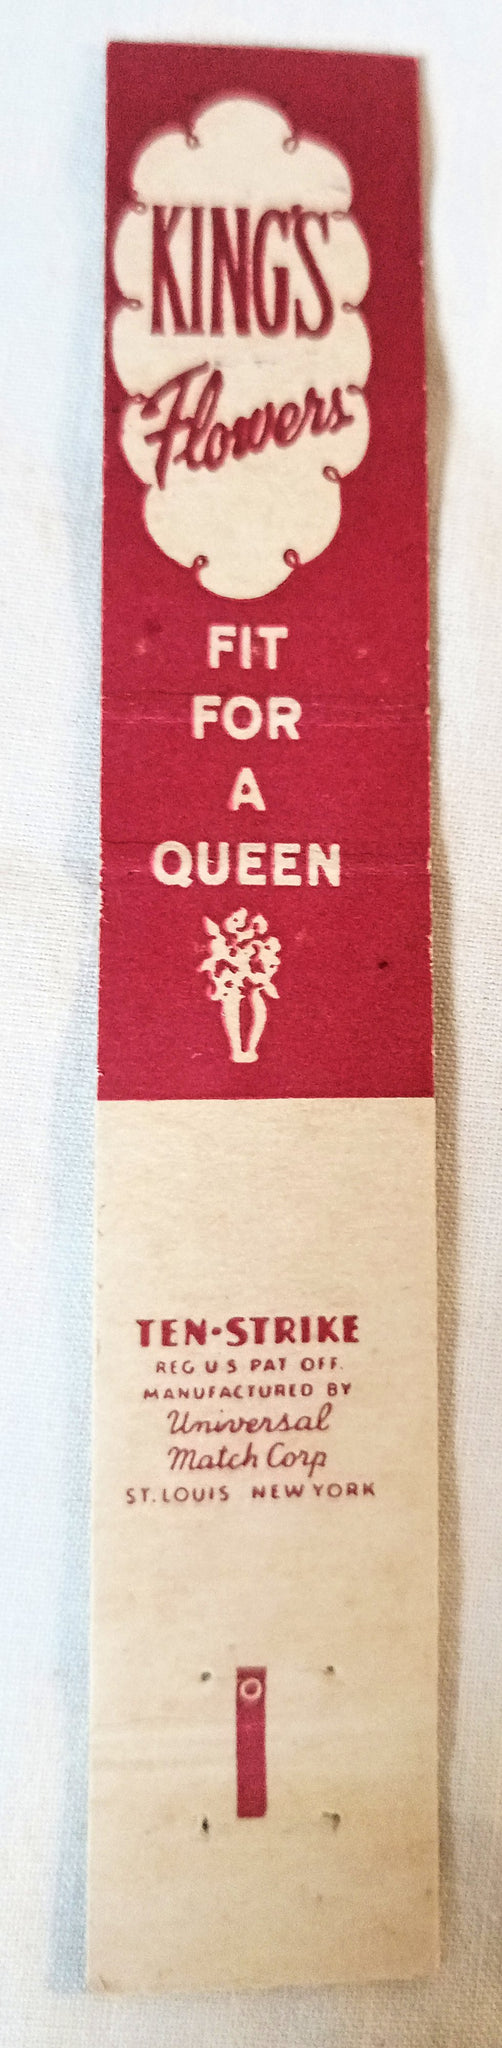 KING'S
Flowers
FIT
FOR
A
QUEEN
TEN-STRIKE
REG U S PAT OFF.
MANUFACTURED BY
Universal
Match Corp
ST. LOUIS NEW YORK